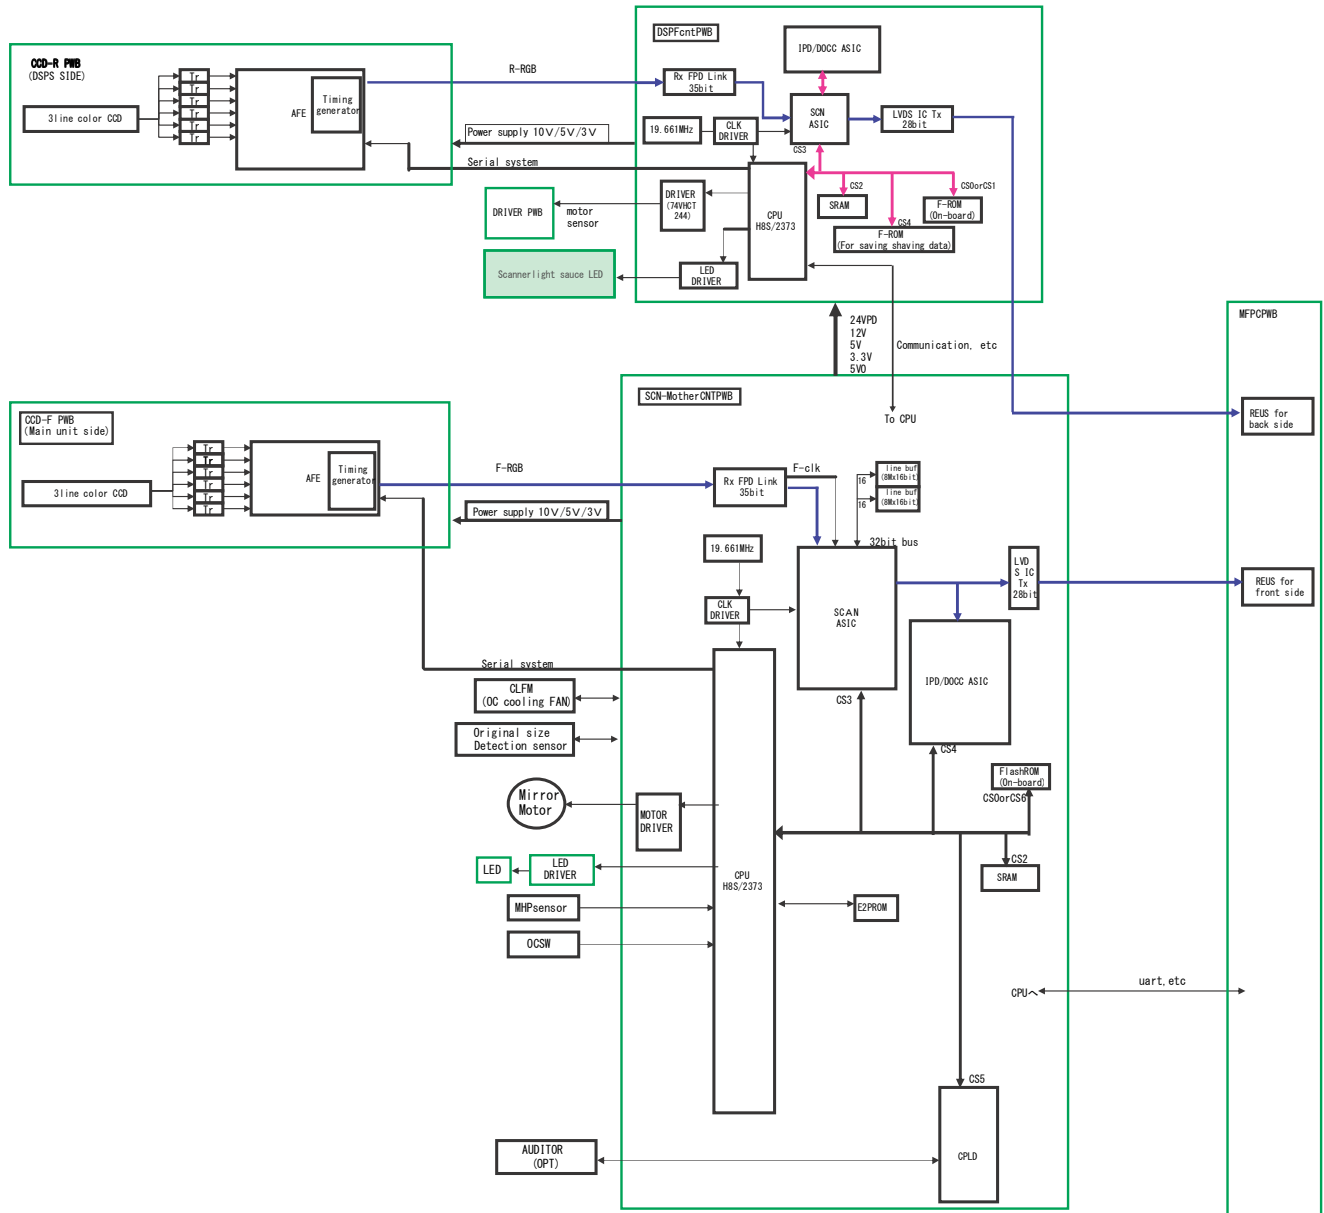 DSPFcntPWB
IPD/DOCC ASIC
CCD-R PWB
(DSPS SIDE)
Tr
Tr
Tr
Tr
Tr
Tr
3line color CCD
AFE
Timing
generator
R-RGB
Rx FPD Link
35bit
SCN
ASIC
LVDS IC Tx
28bit
Power supply 10V/5V/3V
19.661MHz
CLK
DRIVER
CS3
Serial system
DRIVER PWB
motor
sensor
DRIVER
(74VHCT
244)
CPU
H8S/2373
CS2
SRAM
CS0orCS1
F-ROM
(On-board)
CS4
F-ROM
(For saving shaving data)
Scannerlight sauce LED
LED
DRIVER
24VPD
12V
5V
3.3V
5VO
Communication, etc
To CPU
MFPCPWB
REUS for
back side
SCN-MotherCNTPWB
CCD-F PWB
(Main unit side)
Tr
Tr
Tr
Tr
Tr
Tr
3line color CCD
AFE
Timing
generator
F-RGB
Rx FPD Link
35bit
F-clk
line buf
(8Mx16bit)
line buf
(8Mx16bit)
16
16
Power supply 10V/5V/3V
32bit bus
19.661MHz
CLK
DRIVER
SCAN
ASIC
LVD
S IC
Tx
28bit
REUS for
front side
IPD/DOCC ASIC
Serial system
CLFM
(OC cooling FAN)
CS3
Original size
Detection sensor
CS4
FlashROM
(On-board)
CS0orCS6
Mirror
Motor
MOTOR
DRIVER
LED
LED
DRIVER
CPU
H8S/2373
CS2
SRAM
MHPsensor
E2PROM
OCSW
CPUへ
uart,etc
CS5
CPLD
AUDITOR
(OPT)